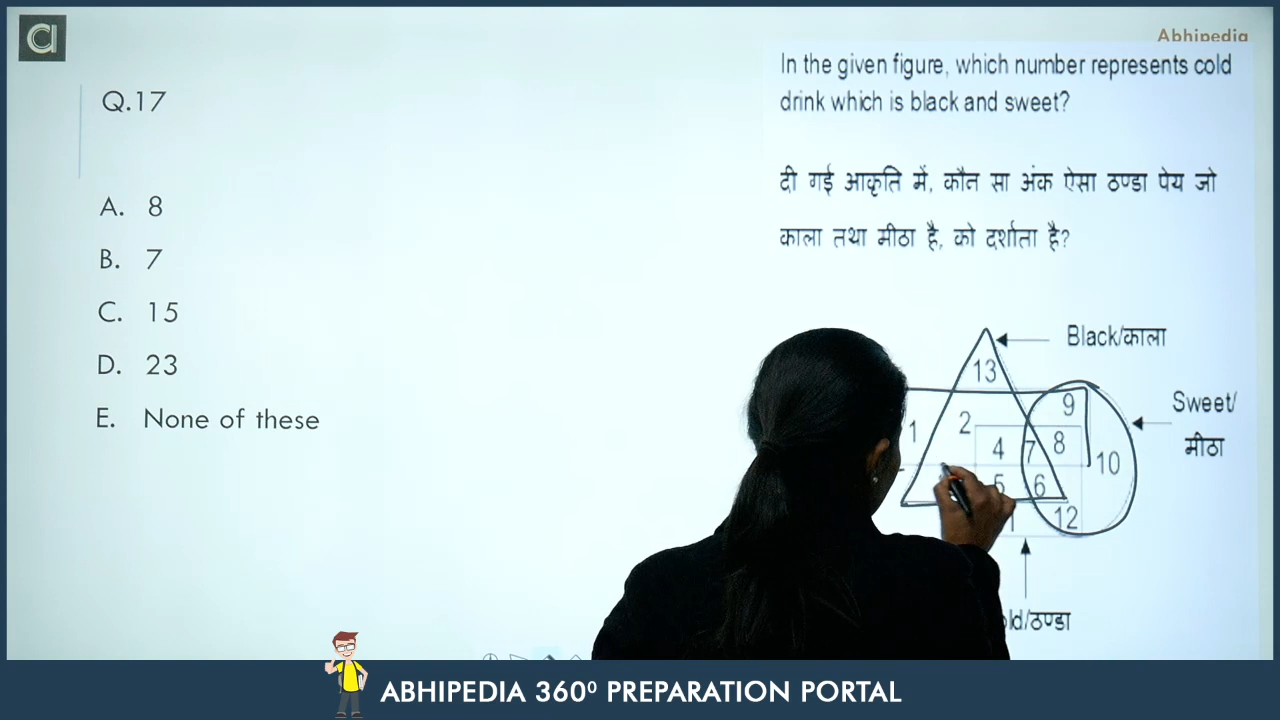 Abhipedia
In the given figure, which number represents cold
drink which is black and sweet?
Q.17
दी गई आकृति में, कौन सा अंक ऐसा ठण्डा पेय जो
काला तथा मीठा है, को दर्शाता है?
A. 8
B. 7
C. 15
D. 23
E. None of these
Black/काला
13
Sweet/
मीठा
9
1 2
4 7 8
10
5 6
12
ABHIPEDIA 360⁰ PREPARATION PORTAL